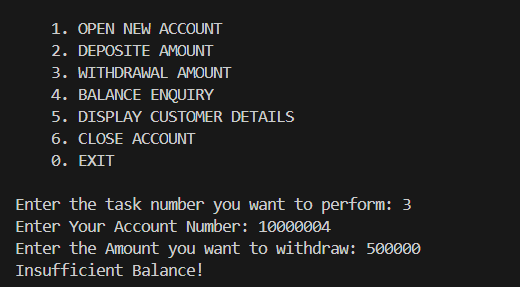 1. OPEN NEW ACCOUNT
2. DEPOSITE AMOUNT
3. WITHDRAWAL AMOUNT
4. BALANCE ENQUIRY
5. DISPLAY CUSTOMER DETAILS
6. CLOSE ACCOUNT
0. EXIT
Enter the task number you want to perform: 3
Enter Your Account Number: 10000004
Enter the Amount you want to withdraw: 500000
Insufficient Balance!